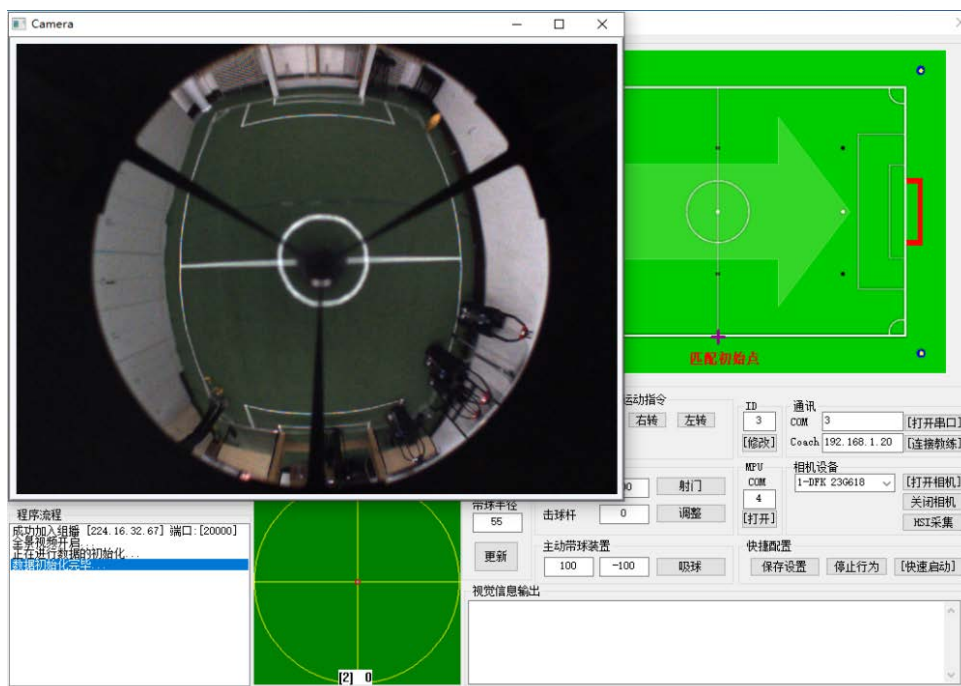 Camera
匹配初始点
运动指令
右转 左转
ID
3
[修改]
通讯
COM 3 [打开串口]
Coach 192.168.1.20 [连接教练]
MPU
COM
4
[打开]
相机设备
1-DFK 23G618 [打开相机]
关闭相机
HSI采集
射门
带球半径
55
击球杆 0 调整
更新
主动带球装置
100 -100 吸球
快捷配置
保存设置 停止行为 [快速启动]
程序流程
成功加入组播 [224.16.32.67] 端口:[20000]
全景视频开启...
正在进行数据的初始化...
数据初始化完毕...
[2] 0
视觉信息输出